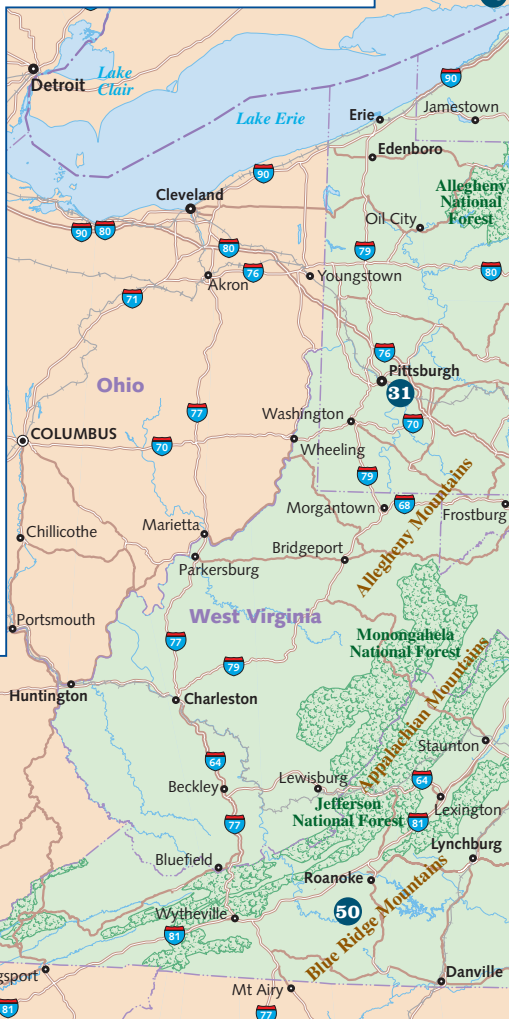 Lake
Clair
Detroit
90
Lake Erie
Erie
Jamestown
Edenboro
90
Allegheny
National
Forest
Cleveland
Oil City
90
80
80
79
76
80
Akron
Youngstown
71
76
Pittsburgh
Ohio
31
77
Washington
70
COLUMBUS
70
Wheeling
79
Allegheny Mountains
Morgantown
68
Frostburg
Chillicothe
Marietta
Bridgeport
Parkersburg
Portsmouth
West Virginia
77
Monongahela
National Forest
79
Appalachian Mountains
Huntington
Charleston
Staunton
64
Beckley
Lewisburg
64
Jefferson
National Forest
Lexington
77
81
Lynchburg
Bluefield
Roanoke
Blue Ridge Mountains
50
Wytheville
81
gsport
Danville
Mt Airy
81
77